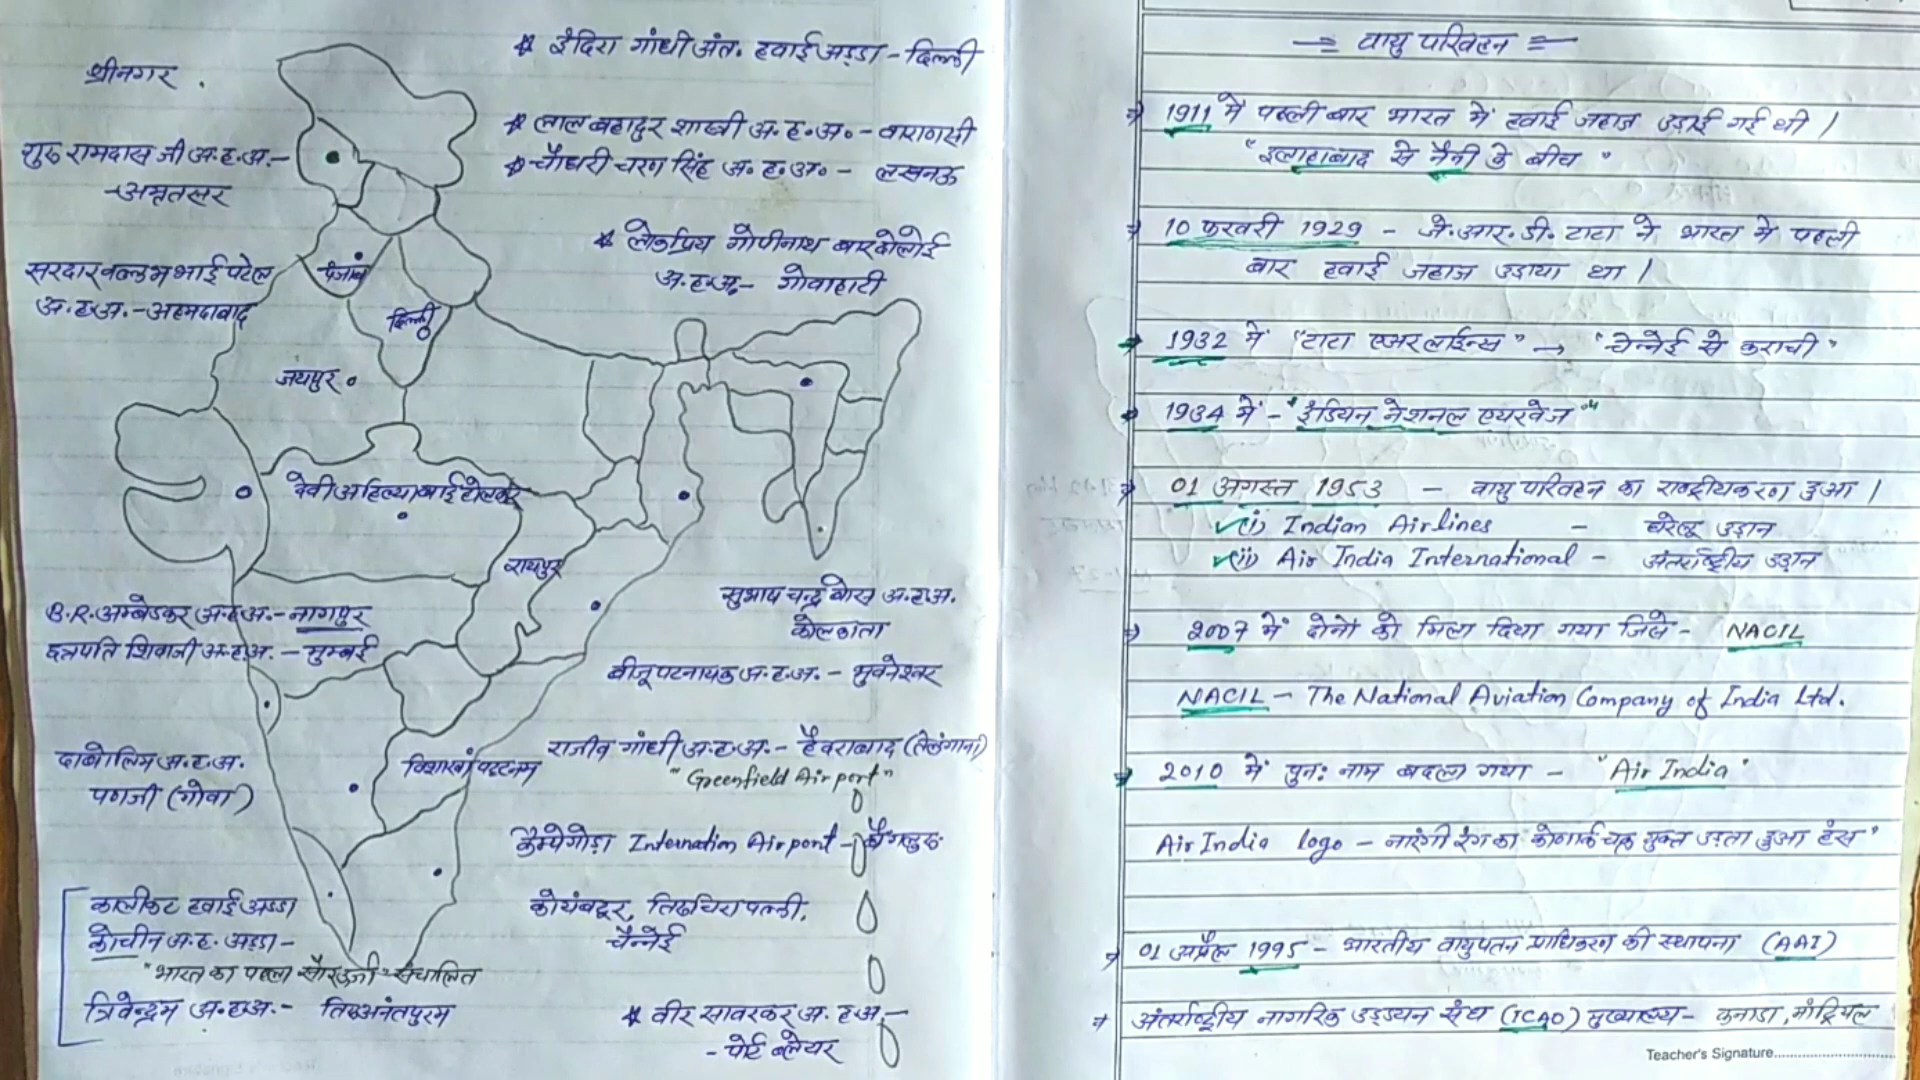 श्रीनगर .
गुरु रामदास जी अ.ह.अ.-
-अमृतसर
सरदार वल्लभ भाई पटेल
अ.ह.अ.-अहमदाबाद
* इंदिरा गांधी अंत. हवाई अड्डा - दिल्ली
* लाल बहादुर शास्त्री अ.ह.अ. - वाराणसी
* चौधरी चरण सिंह अ.ह.अ. - लखनऊ
* लोकप्रिय गोपीनाथ बारदोलोई
अ.ह.अ.- गोवाहाटी
पंजाब
दिल्ली
जयपुर
देवी अहिल्या बाई होल्कर
रायपुर
विशाखापट्टनम
B.R. अम्बेडकर अ.ह.अ.- नागपुर
छत्रपति शिवाजी अ.ह.अ. - मुम्बई
दाबोलिम अ.ह.अ.
पणजी (गोवा)
कालीकट हवाई अड्डा
कोचीन अ.ह. अड्डा -
"भारत का पहला सौर ऊर्जा संचालित
त्रिवेन्द्रम अ.ह.अ.- तिरुअनंतपुरम
सुभाष चन्द्र बोस अ.ह.अ.
कोलकाता
बीजू पटनायक अ.ह.अ. - भुवनेश्वर
राजीव गांधी अ.ह.अ.- हैदराबाद (तेलंगाना)
"Greenfield Airport"
कैम्पेगोड़ा Internation Airport - बैंगलुरु
कोयंबटूर, तिरुचिरापल्ली,
चैन्नेई
* वीर सावरकर अ.ह.अ. -
- पोर्ट ब्लेयर
वायु परिवहन
⇒ 1911 में पहली बार भारत में हवाई जहाज उड़ाई गई थी ।
"इलाहाबाद से नैनी के बीच"
⇒ 10 फरवरी 1929 - जे.आर.डी. टाटा ने भारत में पहली
बार हवाई जहाज उड़ाया था ।
⇒ 1932 में "टाटा एअर लाईन्स" → "चेन्नेई से कराची"
⇒ 1934 में - "इंडियन नेशनल एयरवेज"
⇒ 01 अगस्त 1953 - वायु परिवहन का राष्ट्रीयकरण हुआ ।
✓(i) Indian Airlines - घरेलू उड़ान
✓(ii) Air India International - अंतर्राष्ट्रीय उड़ान
⇒ 2007 में दोनों को मिला दिया गया जिसे - NACIL
NACIL - The National Aviation Company of India Ltd.
⇒ 2010 में पुनः नाम बदला गया - "Air India"
Air India logo - नारंगी रंग का कोणार्क चक्र युक्त उड़ता हुआ हंस"
⇒ 01 अप्रैल 1995 - भारतीय वायुपतन प्राधिकरण की स्थापना (AAI)
⇒ अंतर्राष्ट्रीय नागरिक उड्डयन संघ (ICAO) मुख्यालय - कनाडा, मांट्रियल
Teacher's Signature